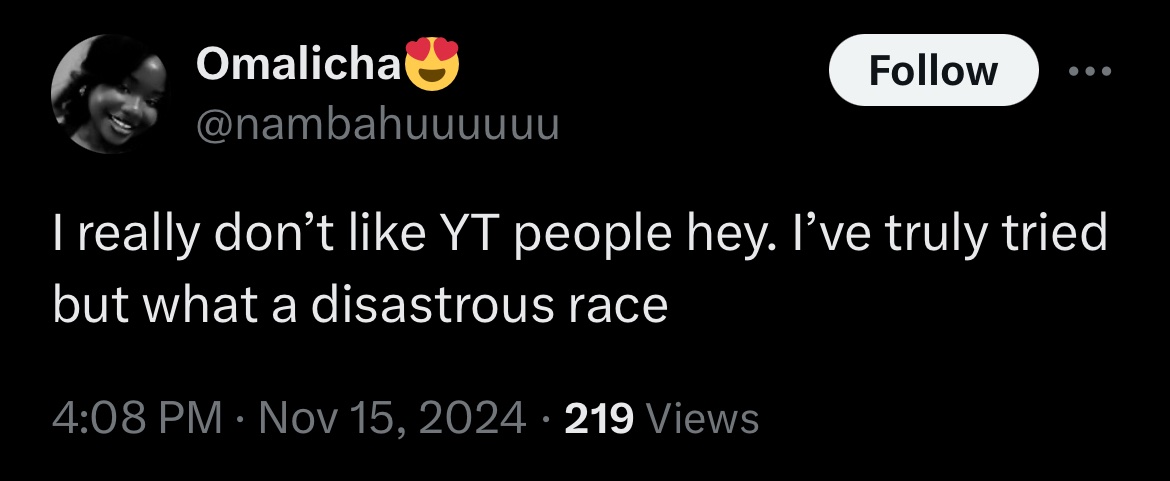 Omalicha😍
Follow
@nambahuuuuuu
I really don’t like YT people hey. I’ve truly tried
but what a disastrous race
4:08 PM · Nov 15, 2024 · 219 Views